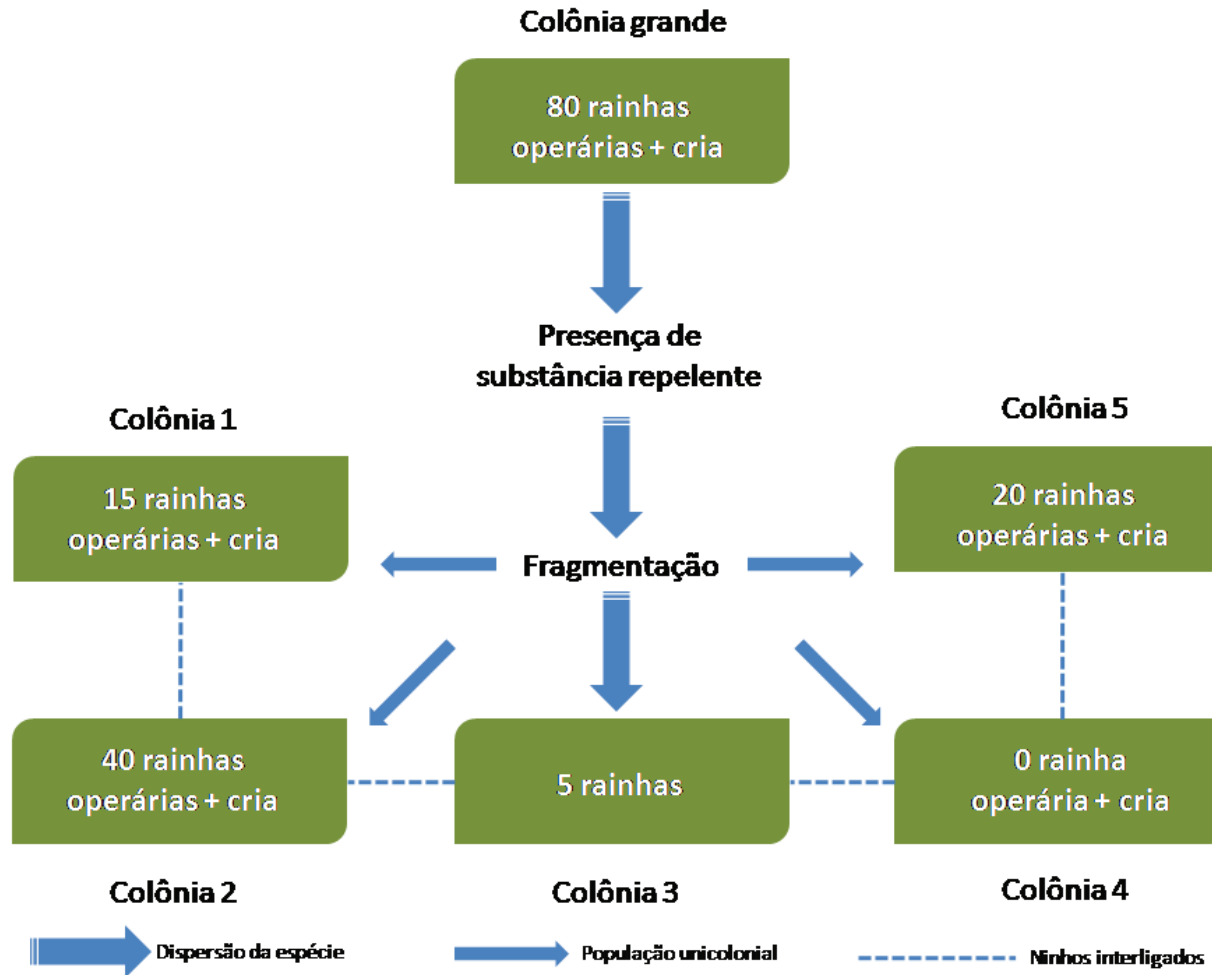 Colônia grande
80 rainhas
operárias + cria
Presença de
substância repelente
Colônia 1
15 rainhas
operárias + cria
Colônia 5
20 rainhas
operárias + cria
Fragmentação
40 rainhas
operárias + cria
5 rainhas
0 rainha
operária + cria
Colônia 2
Colônia 3
Colônia 4
Dispersão da espécie
População unicolonial
Ninhos interligados